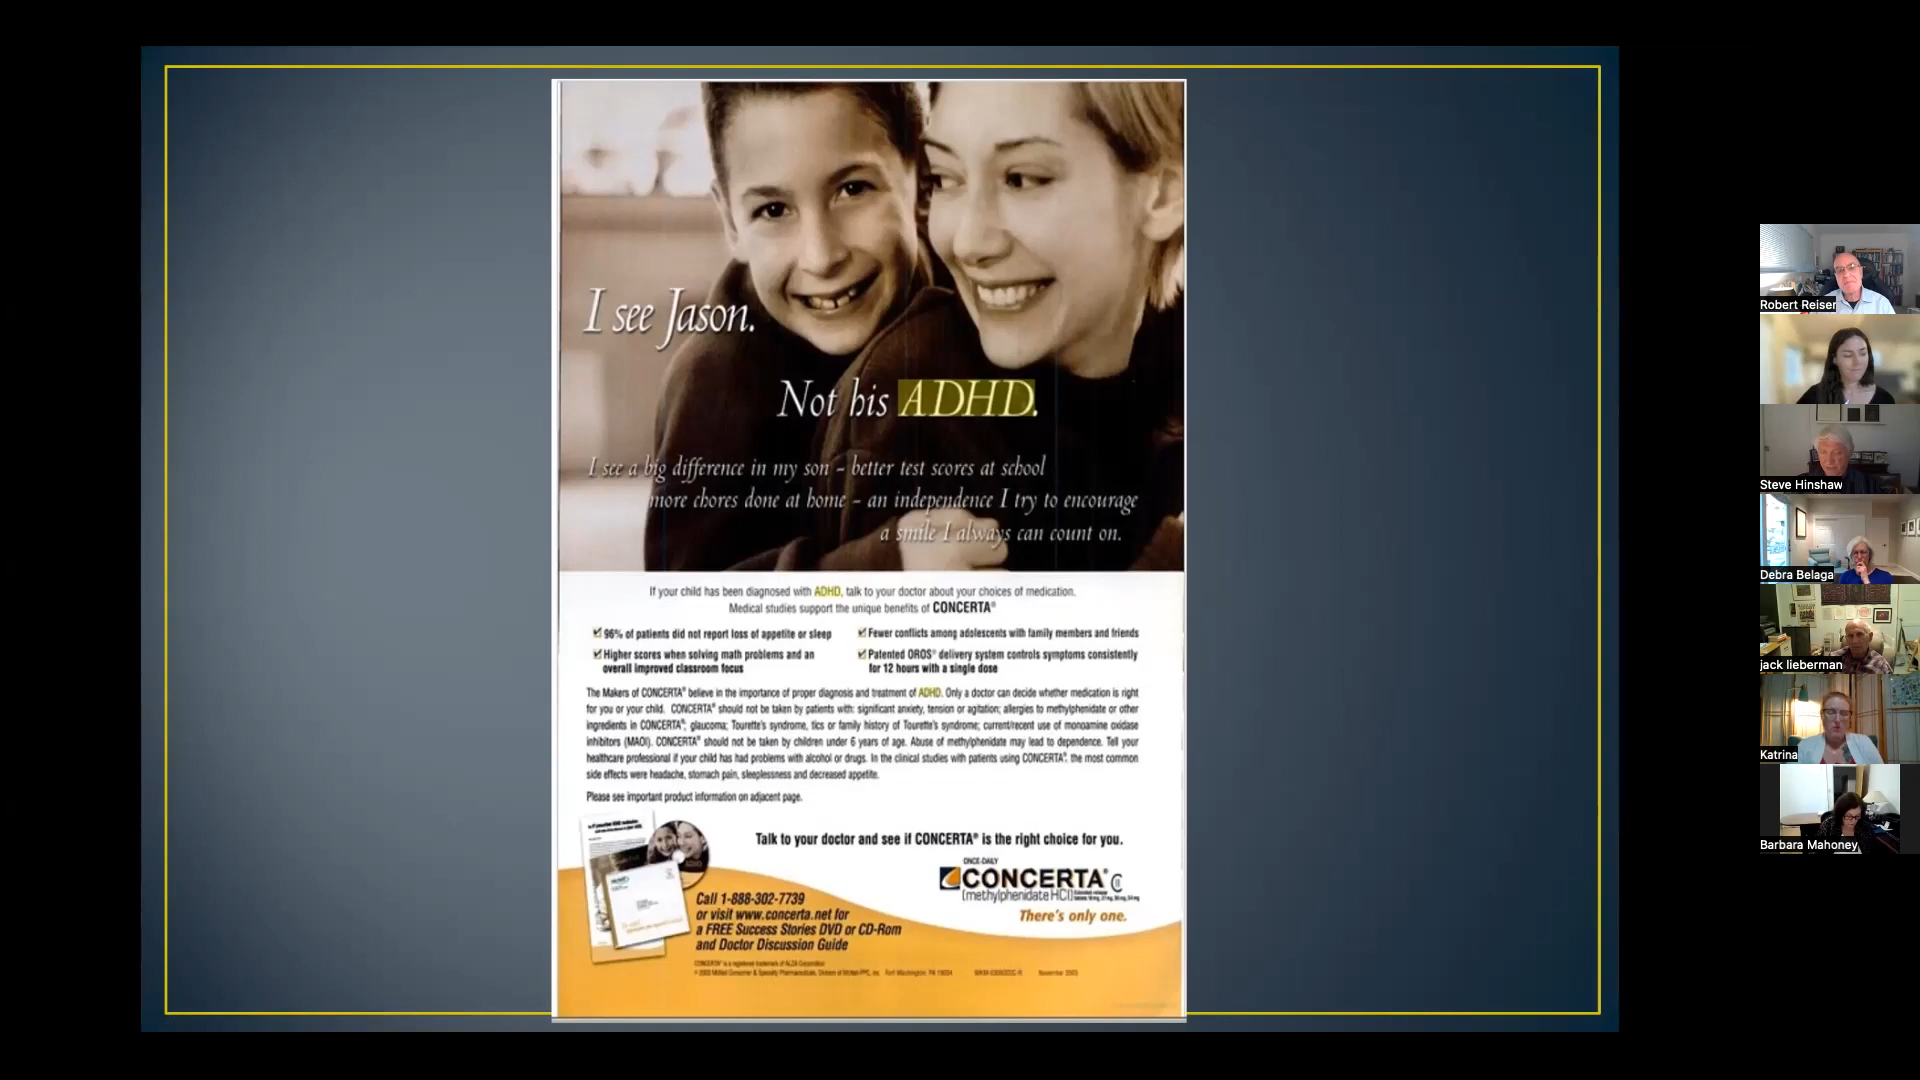 I see Jason.
Not his ADHD.
I see a big difference in my son – better test scores at school
more chores done at home – an independence I try to encourage
a smile I always can count on.
If your child has been diagnosed with ADHD, talk to your doctor about your choices of medication.
Medical studies support the unique benefits of CONCERTA®
96% of patients did not report loss of appetite or sleep
Higher scores when solving math problems and an
overall improved classroom focus
Fewer conflicts among adolescents with family members and friends
Patented OROS® delivery system controls symptoms consistently
for 12 hours with a single dose
The Makers of CONCERTA® believe in the importance of proper diagnosis and treatment of ADHD. Only a doctor can decide whether medication is right
for you or your child. CONCERTA® should not be taken by patients with: significant anxiety, tension or agitation; allergies to methylphenidate or other
ingredients in CONCERTA®; glaucoma; Tourette's syndrome, tics or family history of Tourette's syndrome; current/recent use of monoamine oxidase
inhibitors (MAOI). CONCERTA® should not be taken by children under 6 years of age. Abuse of methylphenidate may lead to dependence. Tell your
healthcare professional if your child has had problems with alcohol or drugs. In the clinical studies with patients using CONCERTA®, the most common
side effects were headache, stomach pain, sleeplessness and decreased appetite.
Please see important product information on adjacent page.
Talk to your doctor and see if CONCERTA® is the right choice for you.
ONCE-DAILY
CONCERTA® CII
(methylphenidate HCl)
There's only one.
Call 1-888-302-7739
or visit www.concerta.net for
a FREE Success Stories DVD or CD-Rom
and Doctor Discussion Guide
CONCERTA® is a registered trademark of ALZA Corporation
Fort Washington, PA
November 2003
Robert Reiser
Steve Hinshaw
Debra Belaga
jack lieberman
Katrina
Barbara Mahoney